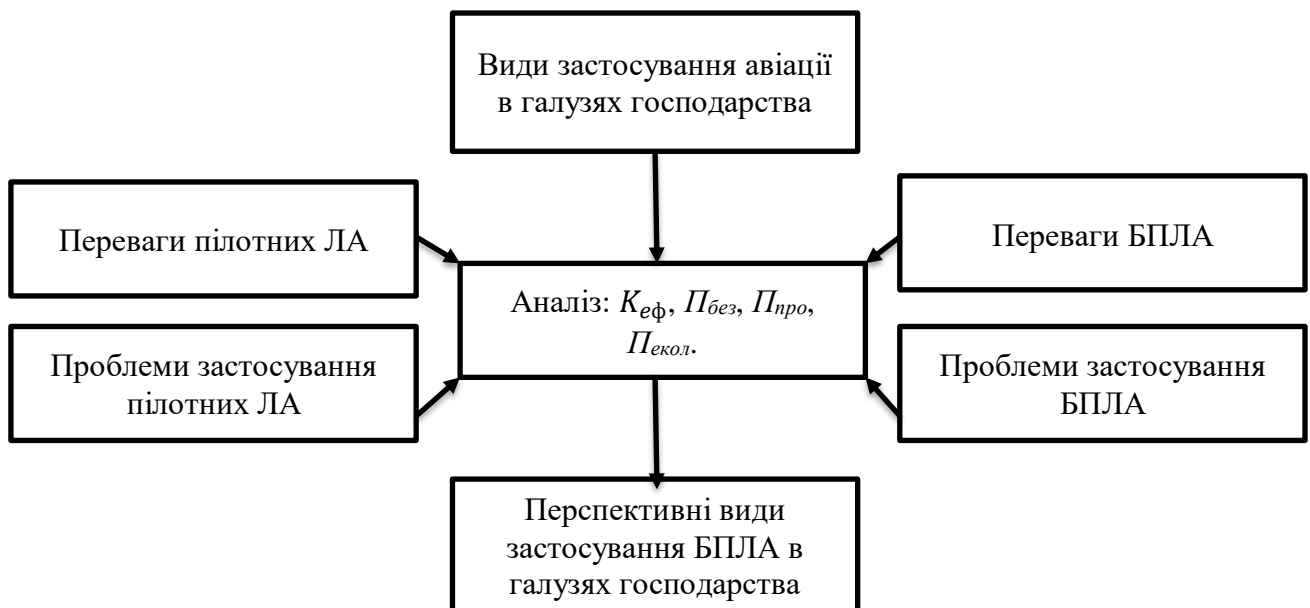 Види застосування авіації
в галузях господарства
Переваги пілотних ЛА
Переваги БПЛА
Аналіз: Kеф, Пбез, Ппро,
Пекол.
Проблеми застосування
пілотних ЛА
Проблеми застосування
БПЛА
Перспективні види
застосування БПЛА в
галузях господарства